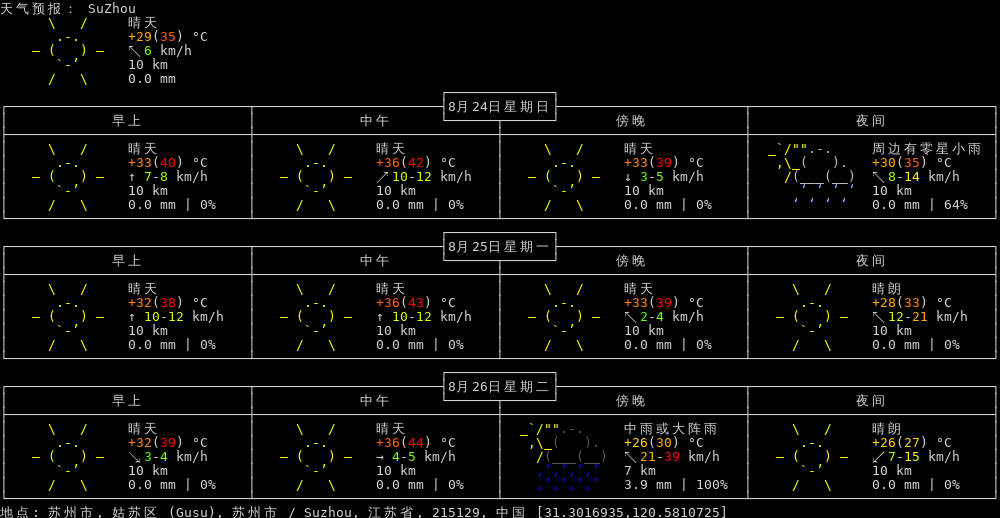 天气预报: SuZhou
晴天
+29(35) °C
↖ 6 km/h
10 km
0.0 mm
8月24日星期日
早上 中午 傍晚 夜间
晴天 晴天 晴天 周边有零星小雨
+33(40) °C +36(42) °C +33(39) °C +30(35) °C
↑ 7-8 km/h ↗ 10-12 km/h ↓ 3-5 km/h ↖ 8-14 km/h
10 km 10 km 10 km 10 km
0.0 mm | 0% 0.0 mm | 0% 0.0 mm | 0% 0.0 mm | 64%
8月25日星期一
早上 中午 傍晚 夜间
晴天 晴天 晴天 晴朗
+32(38) °C +36(43) °C +33(39) °C +28(33) °C
↑ 10-12 km/h ↑ 10-12 km/h ↖ 2-4 km/h ↖ 12-21 km/h
10 km 10 km 10 km 10 km
0.0 mm | 0% 0.0 mm | 0% 0.0 mm | 0% 0.0 mm | 0%
8月26日星期二
早上 中午 傍晚 夜间
晴天 晴天 中雨或大阵雨 晴朗
+32(39) °C +36(44) °C +26(30) °C +26(27) °C
↘ 3-4 km/h → 4-5 km/h ↖ 21-39 km/h ↙ 7-15 km/h
10 km 10 km 7 km 10 km
0.0 mm | 0% 0.0 mm | 0% 3.9 mm | 100% 0.0 mm | 0%
地点: 苏州市, 姑苏区 (Gusu), 苏州市 / Suzhou, 江苏省, 215129, 中国 [31.3016935,120.5810725]